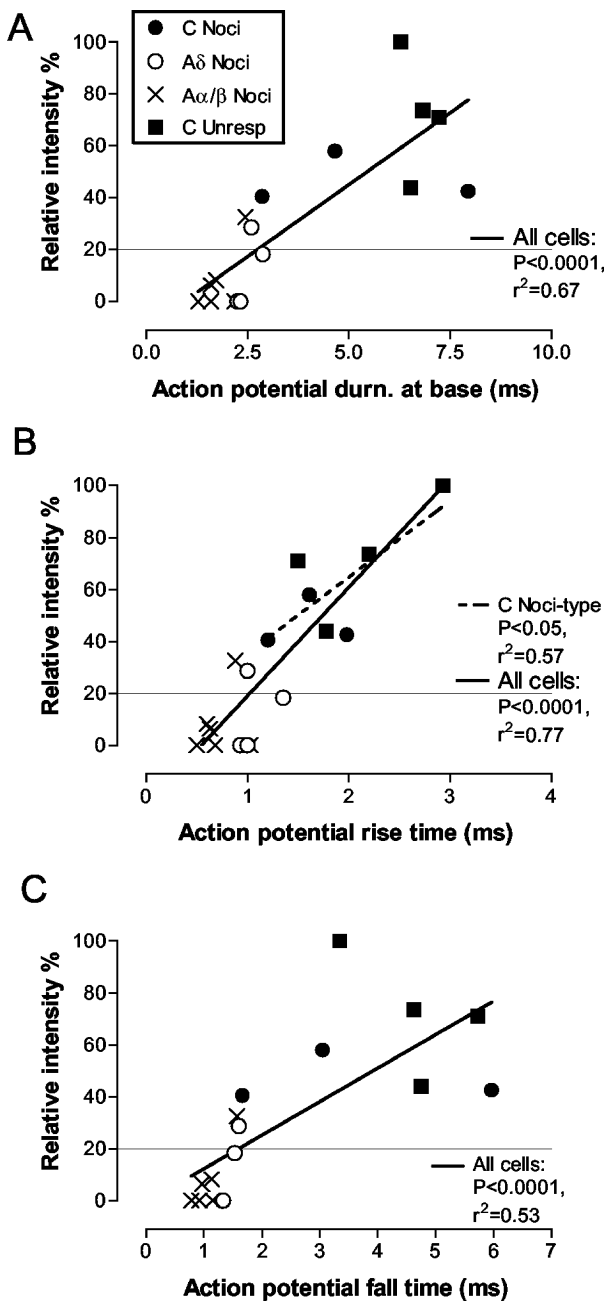 A
C Noci
Aδ Noci
Aα/β Noci
C Unresp
Relative intensity %
100
80
60
40
20
0
All cells:
P<0.0001,
r²=0.67
0.0 2.5 5.0 7.5 10.0
Action potential durn. at base (ms)
B
Relative intensity %
100
80
60
40
20
0
C Noci-type
P<0.05,
r²=0.57
All cells:
P<0.0001,
r²=0.77
0 1 2 3 4
Action potential rise time (ms)
C
Relative intensity %
100
80
60
40
20
0
All cells:
P<0.0001,
r²=0.53
0 1 2 3 4 5 6 7
Action potential fall time (ms)